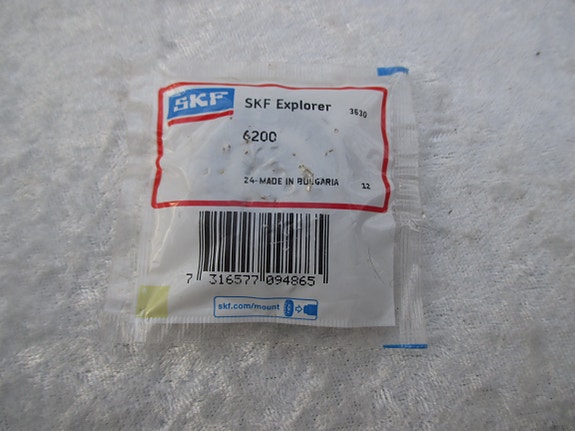 SKF
SKF Explorer 3630
6200
24-MADE IN BULGARIA 12
7 316577 094865
skf.com/mount